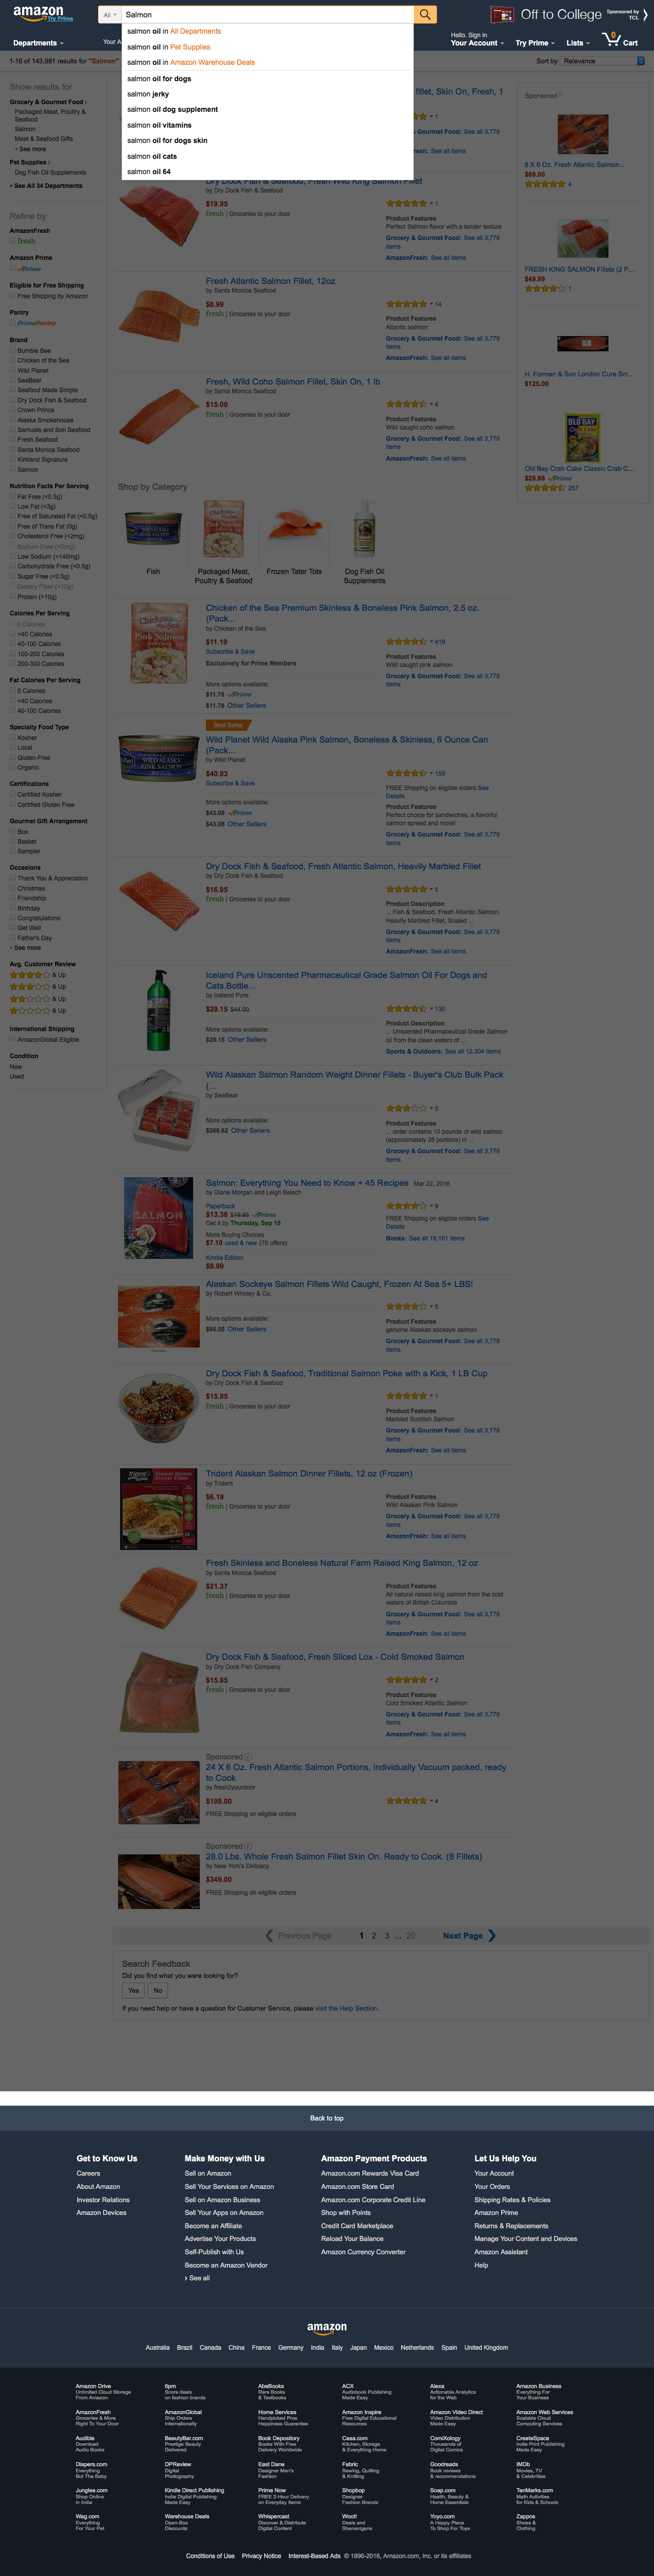 amazon
Try Prime
All
Salmon
Off to College
Sponsored by
TCL
Departments
Your A
Hello. Sign in
Your Account
Try Prime
Lists
0
Cart
salmon oil in All Departments
salmon oil in Pet Supplies
salmon oil in Amazon Warehouse Deals
salmon oil for dogs
salmon jerky
salmon oil dog supplement
salmon oil vitamins
salmon oil for dogs skin
salmon oil cats
salmon oil 64
1-16 of 143,981 results for "Salmon"
Sort by Relevance
Show results for
Grocery & Gourmet Food ›
Packaged Meat, Poultry &
Seafood
Salmon
Meat & Seafood Gifts
+ See more
Pet Supplies ›
Dog Fish Oil Supplements
+ See All 34 Departments
Refine by
AmazonFresh
fresh
Amazon Prime
Prime
Eligible for Free Shipping
Free Shipping by Amazon
Pantry
PrimePantry
Brand
Bumble Bee
Chicken of the Sea
Wild Planet
SeaBear
Seafood Made Simple
Dry Dock Fish & Seafood
Crown Prince
Alaska Smokehouse
Samuels and Son Seafood
Fresh Seafood
Santa Monica Seafood
Kirkland Signature
Salmon
Nutrition Facts Per Serving
Fat Free (<0.5g)
Low Fat (<3g)
Free of Saturated Fat (<0.5g)
Free of Trans Fat (0g)
Cholesterol Free (<2mg)
Sodium Free (<5mg)
Low Sodium (<140mg)
Carbohydrate Free (<0.5g)
Sugar Free (<0.5g)
Dietary Fiber (>10g)
Protein (>10g)
Calories Per Serving
0 Calories
<40 Calories
40-100 Calories
100-200 Calories
200-300 Calories
Fat Calories Per Serving
0 Calories
<40 Calories
40-100 Calories
Specialty Food Type
Kosher
Local
Gluten-Free
Organic
Certifications
Certified Kosher
Certified Gluten Free
Gourmet Gift Arrangement
Box
Basket
Sampler
Occasions
Thank You & Appreciation
Christmas
Friendship
Birthday
Congratulations
Get Well
Father's Day
+ See more
Avg. Customer Review
& Up
& Up
& Up
& Up
International Shipping
AmazonGlobal Eligible
Condition
New
Used
fillet, Skin On, Fresh, 1
1
Gourmet Food: See all 3,779
resh: See all items
Dry Dock Fish & Seafood, Fresh Wild King Salmon Fillet
by Dry Dock Fish & Seafood
$19.95
fresh | Groceries to your door
1
Product Features
Perfect Salmon flavor with a tender texture
Grocery & Gourmet Food: See all 3,779
items
AmazonFresh: See all items
Fresh Atlantic Salmon Fillet, 12oz
by Santa Monica Seafood
$8.99
fresh | Groceries to your door
14
Product Features
Atlantic salmon
Grocery & Gourmet Food: See all 3,779
items
AmazonFresh: See all items
Fresh, Wild Coho Salmon Fillet, Skin On, 1 lb
by Santa Monica Seafood
$15.00
fresh | Groceries to your door
4
Product Features
Wild caught coho salmon
Grocery & Gourmet Food: See all 3,779
items
AmazonFresh: See all items
Shop by Category
Fish
Packaged Meat,
Poultry & Seafood
Frozen Tater Tots
Dog Fish Oil
Supplements
Chicken of the Sea Premium Skinless & Boneless Pink Salmon, 2.5 oz.
(Pack...
by Chicken of the Sea
$11.19
Subscribe & Save
Exclusively for Prime Members
More options available:
$11.78 Prime
$11.78 Other Sellers
419
Product Features
Wild caught pink salmon
Grocery & Gourmet Food: See all 3,779
items
Best Seller
Wild Planet Wild Alaska Pink Salmon, Boneless & Skinless, 6 Ounce Can
(Pack...
by Wild Planet
$40.93
Subscribe & Save
More options available:
$43.08 Prime
$43.08 Other Sellers
159
FREE Shipping on eligible orders See
Details
Product Features
Perfect choice for sandwiches, a flavorful
salmon spread and more!
Grocery & Gourmet Food: See all 3,779
items
Dry Dock Fish & Seafood, Fresh Atlantic Salmon, Heavily Marbled Fillet
by Dry Dock Fish & Seafood
$16.95
fresh | Groceries to your door
5
Product Description
... Fish & Seafood, Fresh Atlantic Salmon,
Heavily Marbled Fillet, Scaled ...
Grocery & Gourmet Food: See all 3,779
items
AmazonFresh: See all items
Iceland Pure Unscented Pharmaceutical Grade Salmon Oil For Dogs and
Cats.Bottle...
by Iceland Pure
$29.15 $44.00
More options available:
$29.15 Other Sellers
130
Product Description
... Unscented Pharmaceutical Grade Salmon
oil from the clean waters of ...
Sports & Outdoors: See all 12,304 items
Wild Alaskan Salmon Random Weight Dinner Fillets - Buyer's Club Bulk Pack
(...
by SeaBear
More options available:
$266.62 Other Sellers
5
Product Features
... order contains 10 pounds of wild salmon
(approximately 26 portions) in ...
Grocery & Gourmet Food: See all 3,779
items
Salmon: Everything You Need to Know + 45 Recipes Mar 22, 2016
by Diane Morgan and Leigh Beisch
Paperback
$13.36 $19.95 Prime
Get it by Thursday, Sep 15
More Buying Choices
$7.10 used & new (76 offers)
Kindle Edition
$9.99
9
FREE Shipping on eligible orders See
Details
Books: See all 19,181 items
Alaskan Sockeye Salmon Fillets Wild Caught, Frozen At Sea 5+ LBS!
by Robert Wholey & Co.
More options available:
$95.00 Other Sellers
5
Product Features
genuine Alaskan sockeye salmon
Grocery & Gourmet Food: See all 3,779
items
Dry Dock Fish & Seafood, Traditional Salmon Poke with a Kick, 1 LB Cup
by Dry Dock Fish & Seafood
$15.95
fresh | Groceries to your door
1
Product Features
Marbled Scottish Salmon
Grocery & Gourmet Food: See all 3,779
items
AmazonFresh: See all items
Trident Alaskan Salmon Dinner Fillets, 12 oz (Frozen)
by Trident
$6.19
fresh | Groceries to your door
Product Features
Wild Alaskan Pink Salmon
Grocery & Gourmet Food: See all 3,779
items
AmazonFresh: See all items
Fresh Skinless and Boneless Natural Farm Raised King Salmon, 12 oz
by Santa Monica Seafood
$21.37
fresh | Groceries to your door
Product Features
All natural raised king salmon from the cold
waters of British Columbia
Grocery & Gourmet Food: See all 3,779
items
AmazonFresh: See all items
Dry Dock Fish & Seafood, Fresh Sliced Lox - Cold Smoked Salmon
by Dry Dock Fish Company
$15.95
fresh | Groceries to your door
2
Product Features
Cold Smoked Atlantic Salmon
Grocery & Gourmet Food: See all 3,779
items
AmazonFresh: See all items
Sponsored
24 X 6 Oz. Fresh Atlantic Salmon Portions, individually Vacuum packed, ready
to Cook
by fresh2yourdoor
$199.00
FREE Shipping on eligible orders
4
Sponsored
28.0 Lbs. Whole Fresh Salmon Fillet Skin On. Ready to Cook. (8 Fillets)
by New York's Delicacy
$349.00
FREE Shipping on eligible orders
Previous Page 1 2 3 ... 20 Next Page
Search Feedback
Did you find what you were looking for?
Yes No
If you need help or have a question for Customer Service, please visit the Help Section.
Sponsored
8 X 6 Oz. Fresh Atlantic Salmon...
$89.00
4
FRESH KING SALMON Fillets (2 P...
$49.99
1
H. Forman & Son London Cure Sm...
$125.00
OLD BAY
Old Bay Crab Cake Classic Crab C...
$29.88 Prime
257
Back to top
Get to Know Us
Careers
About Amazon
Investor Relations
Amazon Devices
Make Money with Us
Sell on Amazon
Sell Your Services on Amazon
Sell on Amazon Business
Sell Your Apps on Amazon
Become an Affiliate
Advertise Your Products
Self-Publish with Us
Become an Amazon Vendor
› See all
Amazon Payment Products
Amazon.com Rewards Visa Card
Amazon.com Store Card
Amazon.com Corporate Credit Line
Shop with Points
Credit Card Marketplace
Reload Your Balance
Amazon Currency Converter
Let Us Help You
Your Account
Your Orders
Shipping Rates & Policies
Amazon Prime
Returns & Replacements
Manage Your Content and Devices
Amazon Assistant
Help
amazon
Australia Brazil Canada China France Germany India Italy Japan Mexico Netherlands Spain United Kingdom
Amazon Drive
Unlimited Cloud Storage
From Amazon
6pm
Score deals
on fashion brands
AbeBooks
Rare Books
& Textbooks
ACX
Audiobook Publishing
Made Easy
Alexa
Actionable Analytics
for the Web
Amazon Business
Everything For
Your Business
AmazonFresh
Groceries & More
Right To Your Door
AmazonGlobal
Ship Orders
Internationally
Home Services
Handpicked Pros
Happiness Guarantee
Amazon Inspire
Free Digital Educational
Resources
Amazon Video Direct
Video Distribution
Made Easy
Amazon Web Services
Scalable Cloud
Computing Services
Audible
Download
Audio Books
BeautyBar.com
Prestige Beauty
Delivered
Book Depository
Books With Free
Delivery Worldwide
Casa.com
Kitchen, Storage
& Everything Home
ComiXology
Thousands of
Digital Comics
CreateSpace
Indie Print Publishing
Made Easy
Diapers.com
Everything
But The Baby
DPReview
Digital
Photography
East Dane
Designer Men's
Fashion
Fabric
Sewing, Quilting
& Knitting
Goodreads
Book reviews
& recommendations
IMDb
Movies, TV
& Celebrities
Junglee.com
Shop Online
in India
Kindle Direct Publishing
Indie Digital Publishing
Made Easy
Prime Now
FREE 2-Hour Delivery
on Everyday Items
Shopbop
Designer
Fashion Brands
Soap.com
Health, Beauty &
Home Essentials
TenMarks.com
Math Activities
for Kids & Schools
Wag.com
Everything
For Your Pet
Warehouse Deals
Open-Box
Discounts
Whispercast
Discover & Distribute
Digital Content
Woot!
Deals and
Shenanigans
Yoyo.com
A Happy Place
To Shop For Toys
Zappos
Shoes &
Clothing
Conditions of Use Privacy Notice Interest-Based Ads © 1996-2016, Amazon.com, Inc. or its affiliates